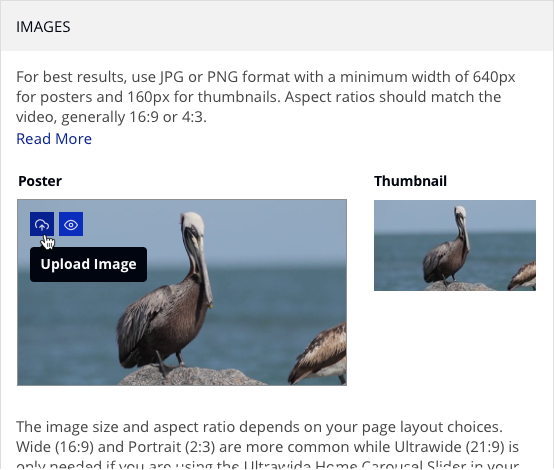 IMAGES
For best results, use JPG or PNG format with a minimum width of 640px
for posters and 160px for thumbnails. Aspect ratios should match the
video, generally 16:9 or 4:3.
Read More
Poster
Thumbnail
Upload Image
The image size and aspect ratio depends on your page layout choices.
Wide (16:9) and Portrait (2:3) are more common while Ultrawide (21:9) is
only needed if you are using the Ultrawide Home Carousel Slider in your